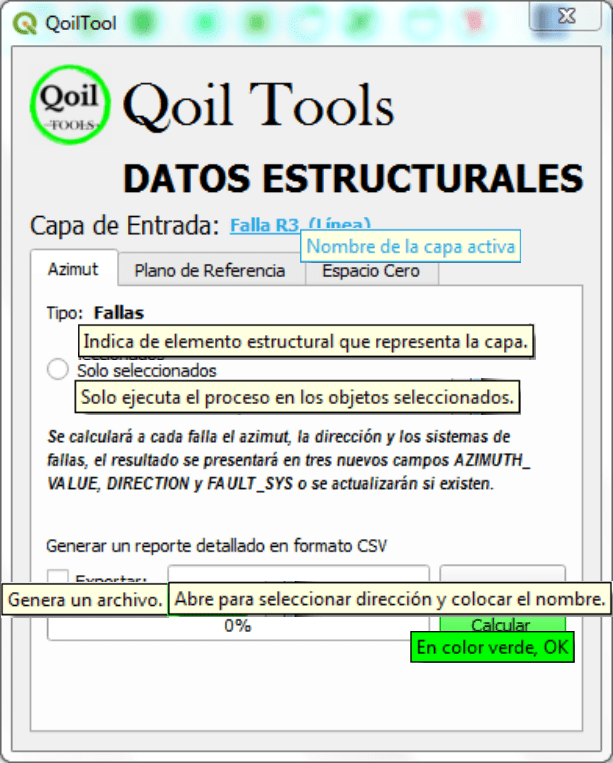 QoilTool
Qoil
TOOLS
Qoil Tools
DATOS ESTRUCTURALES
Capa de Entrada: Falla R3 (Línea)
Nombre de la capa activa
Azimut
Plano de Referencia
Espacio Cero
Tipo: Fallas
Indica de elemento estructural que representa la capa.
Solo seleccionados
Solo ejecuta el proceso en los objetos seleccionados.
Se calculará a cada falla el azimut, la dirección y los sistemas de
fallas, el resultado se presentará en tres nuevos campos AZIMUTH_
VALUE, DIRECTION y FAULT_SYS o se actualizarán si existen.
Generar un reporte detallado en formato CSV
Exportar:
Genera un archivo.
Abre para seleccionar dirección y colocar el nombre.
0%
Calcular
En color verde, OK